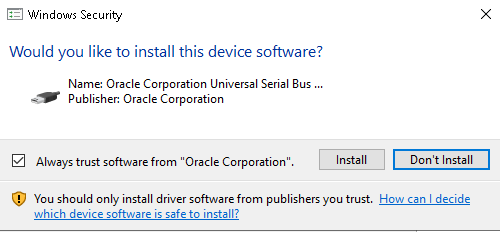 Windows Security
Would you like to install this device software?
Name: Oracle Corporation Universal Serial Bus ...
Publisher: Oracle Corporation
Always trust software from "Oracle Corporation".
Install
Don't Install
You should only install driver software from publishers you trust. How can I decide
which device software is safe to install?